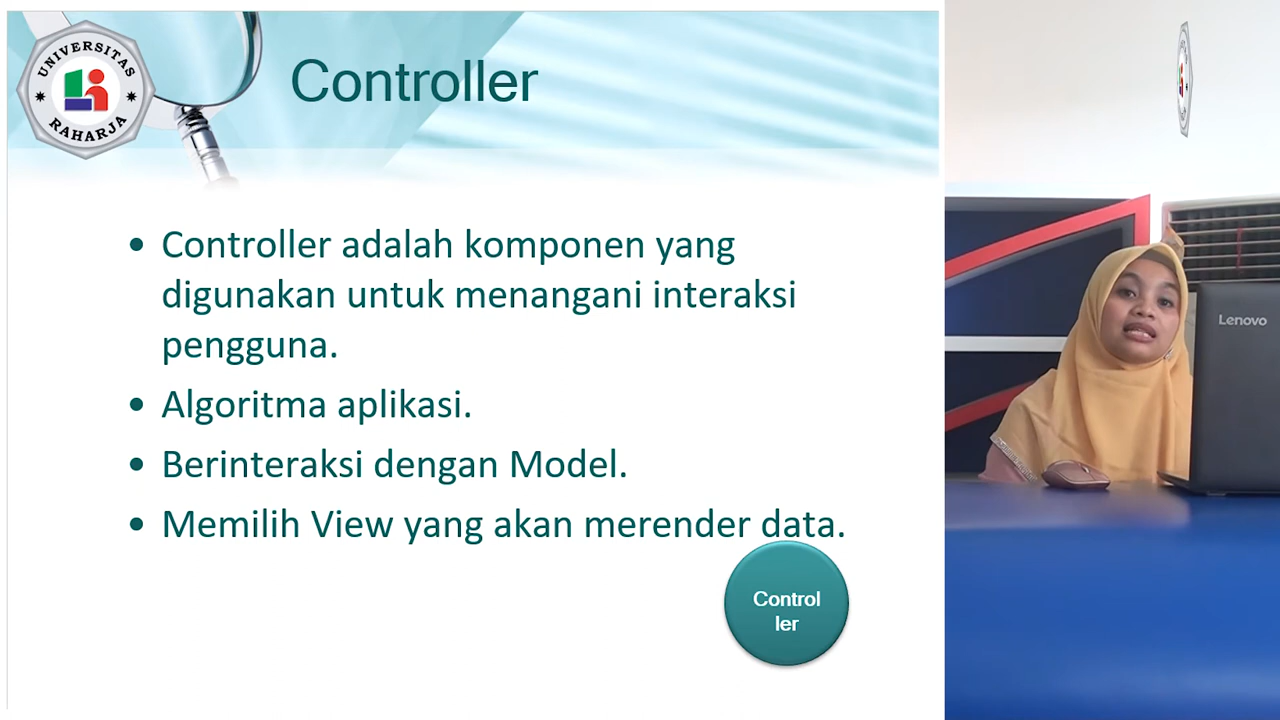 UNIVERSITAS
RAHARJA
Controller
• Controller adalah komponen yang
digunakan untuk menangani interaksi
pengguna.
• Algoritma aplikasi.
• Berinteraksi dengan Model.
• Memilih View yang akan merender data.
Control
ler
Lenovo